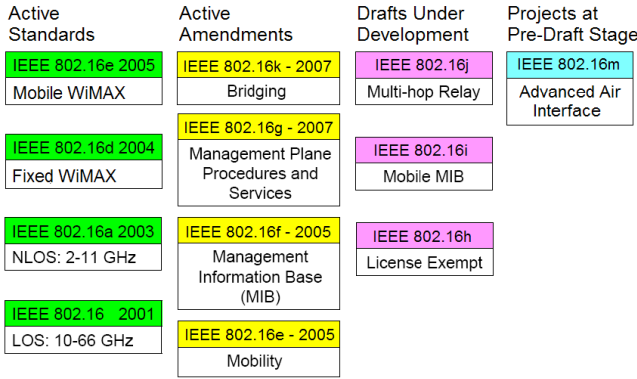 Active
Standards
IEEE 802.16e 2005
Mobile WiMAX
IEEE 802.16d 2004
Fixed WiMAX
IEEE 802.16a 2003
NLOS: 2-11 GHz
IEEE 802.16 2001
LOS: 10-66 GHz
Active
Amendments
IEEE 802.16k - 2007
Bridging
IEEE 802.16g - 2007
Management Plane
Procedures and
Services
IEEE 802.16f - 2005
Management
Information Base
(MIB)
IEEE 802.16e - 2005
Mobility
Drafts Under
Development
IEEE 802.16j
Multi-hop Relay
IEEE 802.16i
Mobile MIB
IEEE 802.16h
License Exempt
Projects at
Pre-Draft Stage
IEEE 802.16m
Advanced Air
Interface